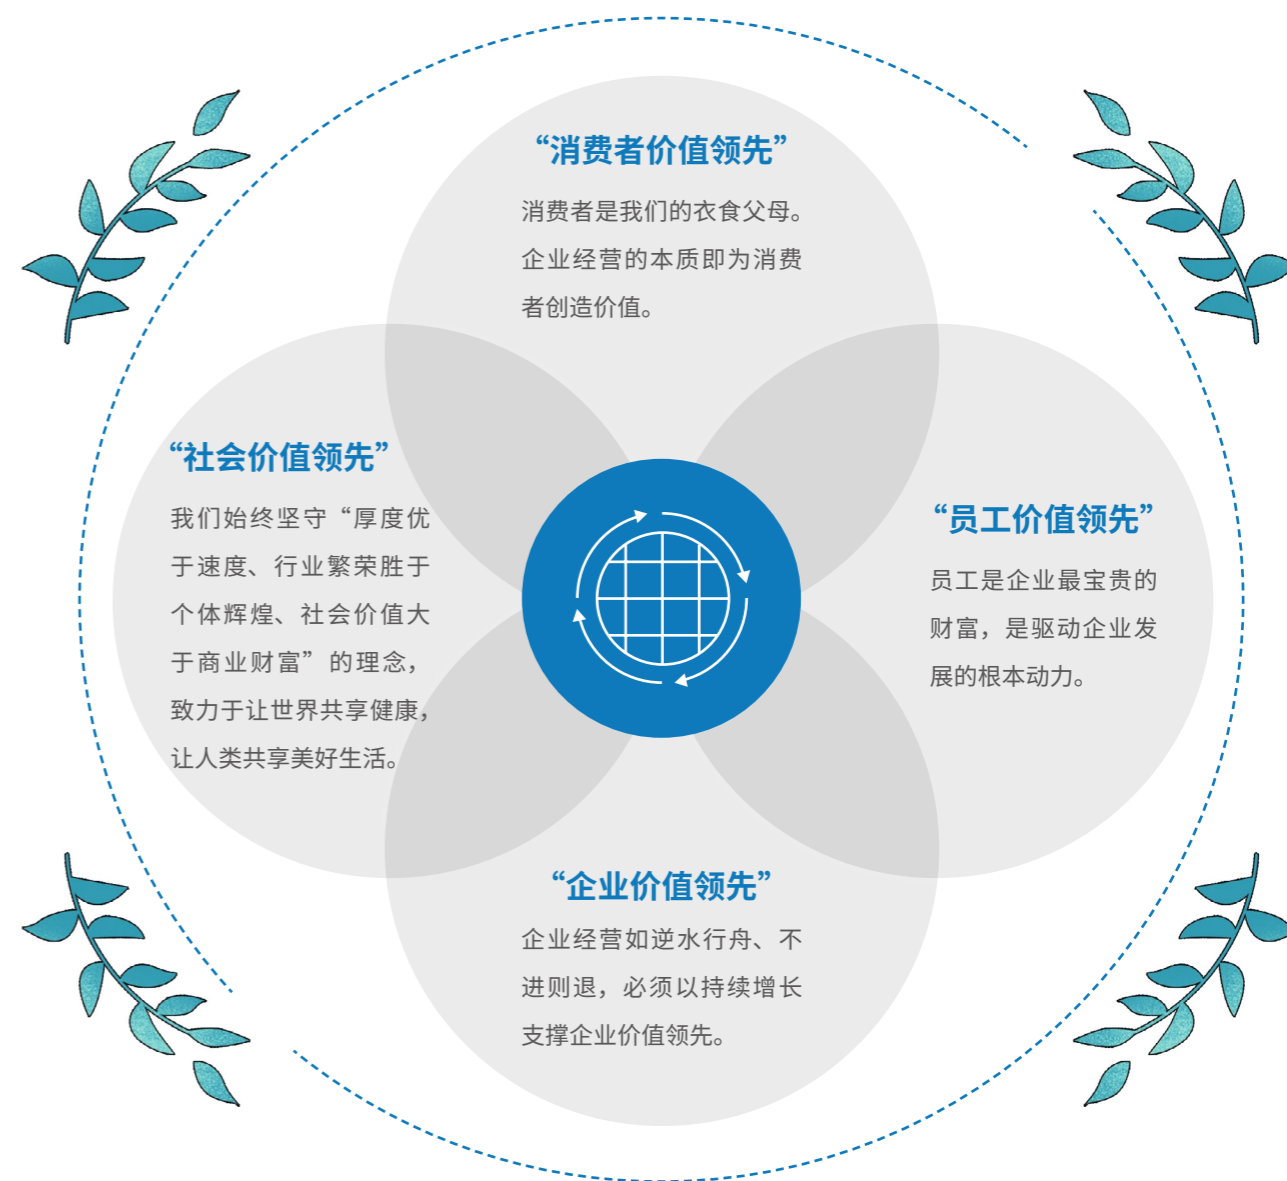 “消费者价值领先”
消费者是我们的衣食父母。
企业经营的本质即为消费
者创造价值。
“社会价值领先”
我们始终坚守“厚度优
于速度、行业繁荣胜于
个体辉煌、社会价值大
于商业财富”的理念，
致力于让世界共享健康，
让人类共享美好生活。
“员工价值领先”
员工是企业最宝贵的
财富，是驱动企业发
展的根本动力。
“企业价值领先”
企业经营如逆水行舟、不
进则退，必须以持续增长
支撑企业价值领先。